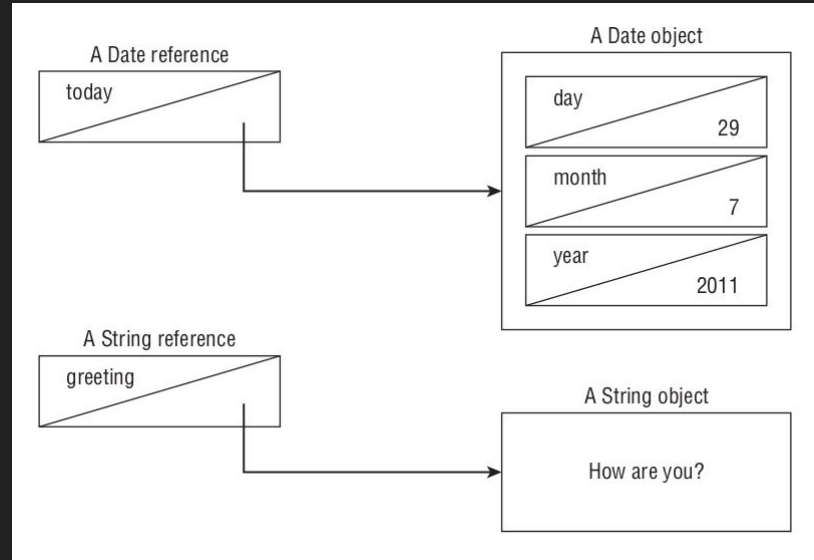 A Date reference
today
A Date object
day
29
month
7
year
2011
A String reference
greeting
A String object
How are you?